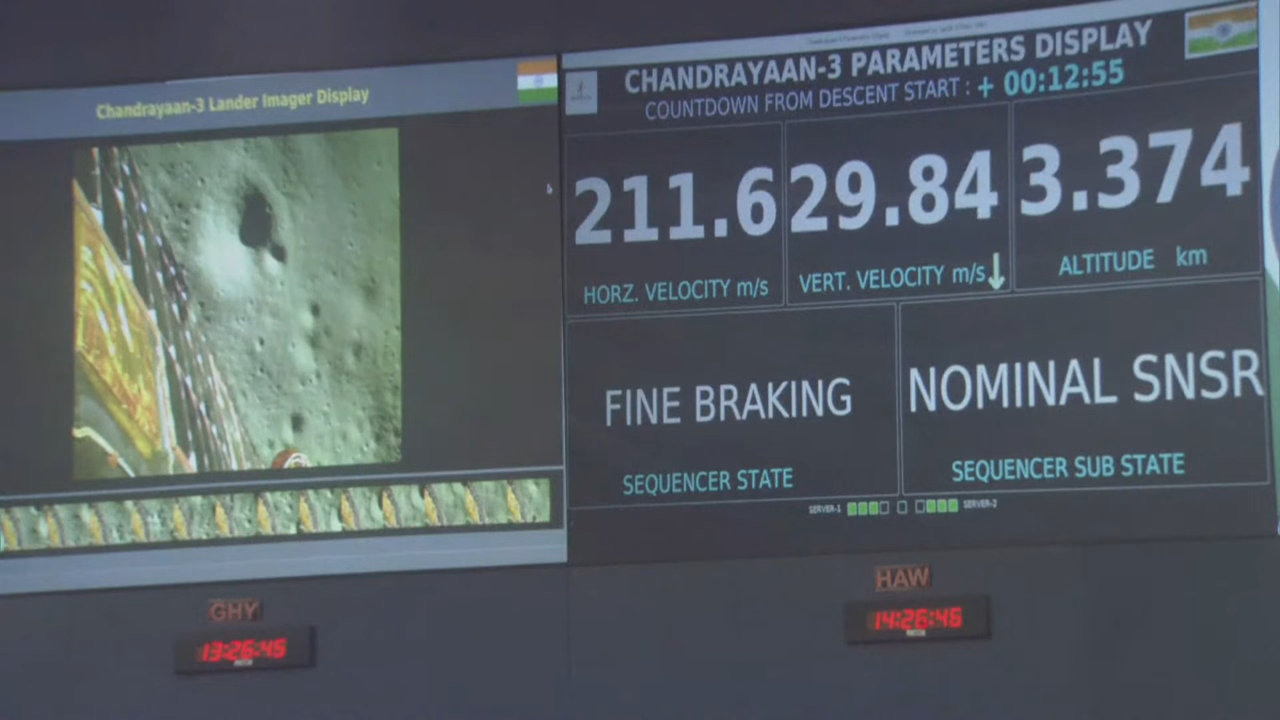 Chandrayaan-3 Lander Imager Display
CHANDRAYAAN-3 PARAMETERS DISPLAY
COUNTDOWN FROM DESCENT START : + 00:12:55
211.6
HORZ. VELOCITY m/s
29.84
VERT. VELOCITY m/s↓
3.374
ALTITUDE km
FINE BRAKING
SEQUENCER STATE
NOMINAL SNSR
SEQUENCER SUB STATE
SERVER-1
SERVER-2
GHY
13:26:45
HAW
14:26:46